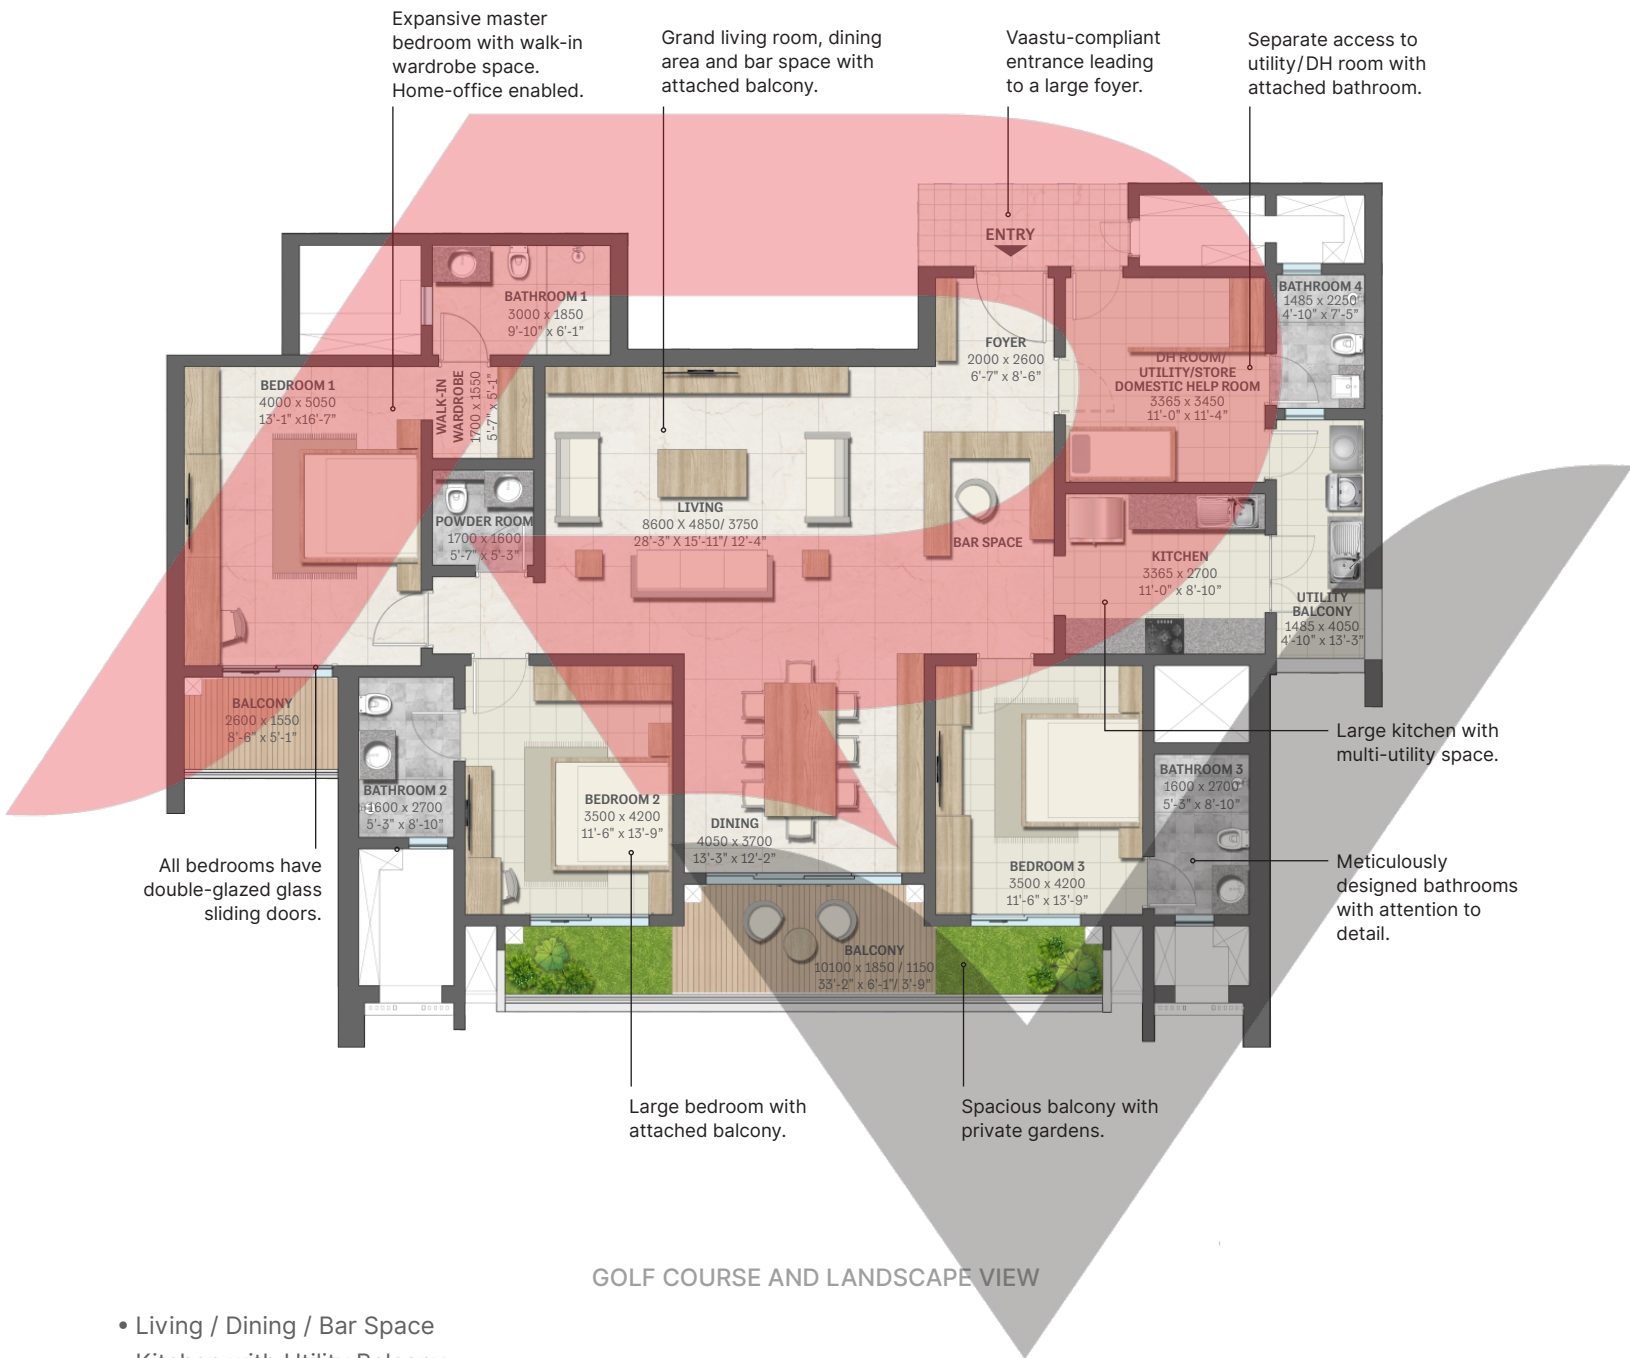 Expansive master
bedroom with walk-in
wardrobe space.
Home-office enabled.
Grand living room, dining
area and bar space with
attached balcony.
Vaastu-compliant
entrance leading
to a large foyer.
Separate access to
utility/DH room with
attached bathroom.
ENTRY
BATHROOM 1
3000 x 1850
9'-10" x 6'-1"
BATHROOM 4
1485 x 2250
4'-10" x 7'-5"
FOYER
2000 x 2600
6'-7" x 8'-6"
DH ROOM/
UTILITY/STORE
DOMESTIC HELP ROOM
3365 x 3450
11'-0" x 11'-4"
BEDROOM 1
4000 x 5050
13'-1" x16'-7"
WALK-IN
WARDROBE
1700 x 1550
5'-7" x 5'-1"
POWDER ROOM
1700 x 1600
5'-7" x 5'-3"
LIVING
8600 X 4850/ 3750
28'-3" X 15'-11"/ 12'-4"
BAR SPACE
KITCHEN
3365 x 2700
11'-0" x 8'-10"
UTILITY
BALCONY
1485 x 4050
4'-10" x 13'-3"
BALCONY
2600 x 1550
8'-6" x 5'-1"
BATHROOM 2
1600 x 2700
5'-3" x 8'-10"
BEDROOM 2
3500 x 4200
11'-6" x 13'-9"
DINING
4050 x 3700
13'-3" x 12'-2"
BEDROOM 3
3500 x 4200
11'-6" x 13'-9"
BATHROOM 3
1600 x 2700
5'-3" x 8'-10"
Large kitchen with
multi-utility space.
All bedrooms have
double-glazed glass
sliding doors.
Meticulously
designed bathrooms
with attention to
detail.
BALCONY
10100 x 1850 / 1150
33'-2" x 6'-1"/ 3'-9"
Large bedroom with
attached balcony.
Spacious balcony with
private gardens.
GOLF COURSE AND LANDSCAPE VIEW
• Living / Dining / Bar Space
Kitchen with Utility Balcony